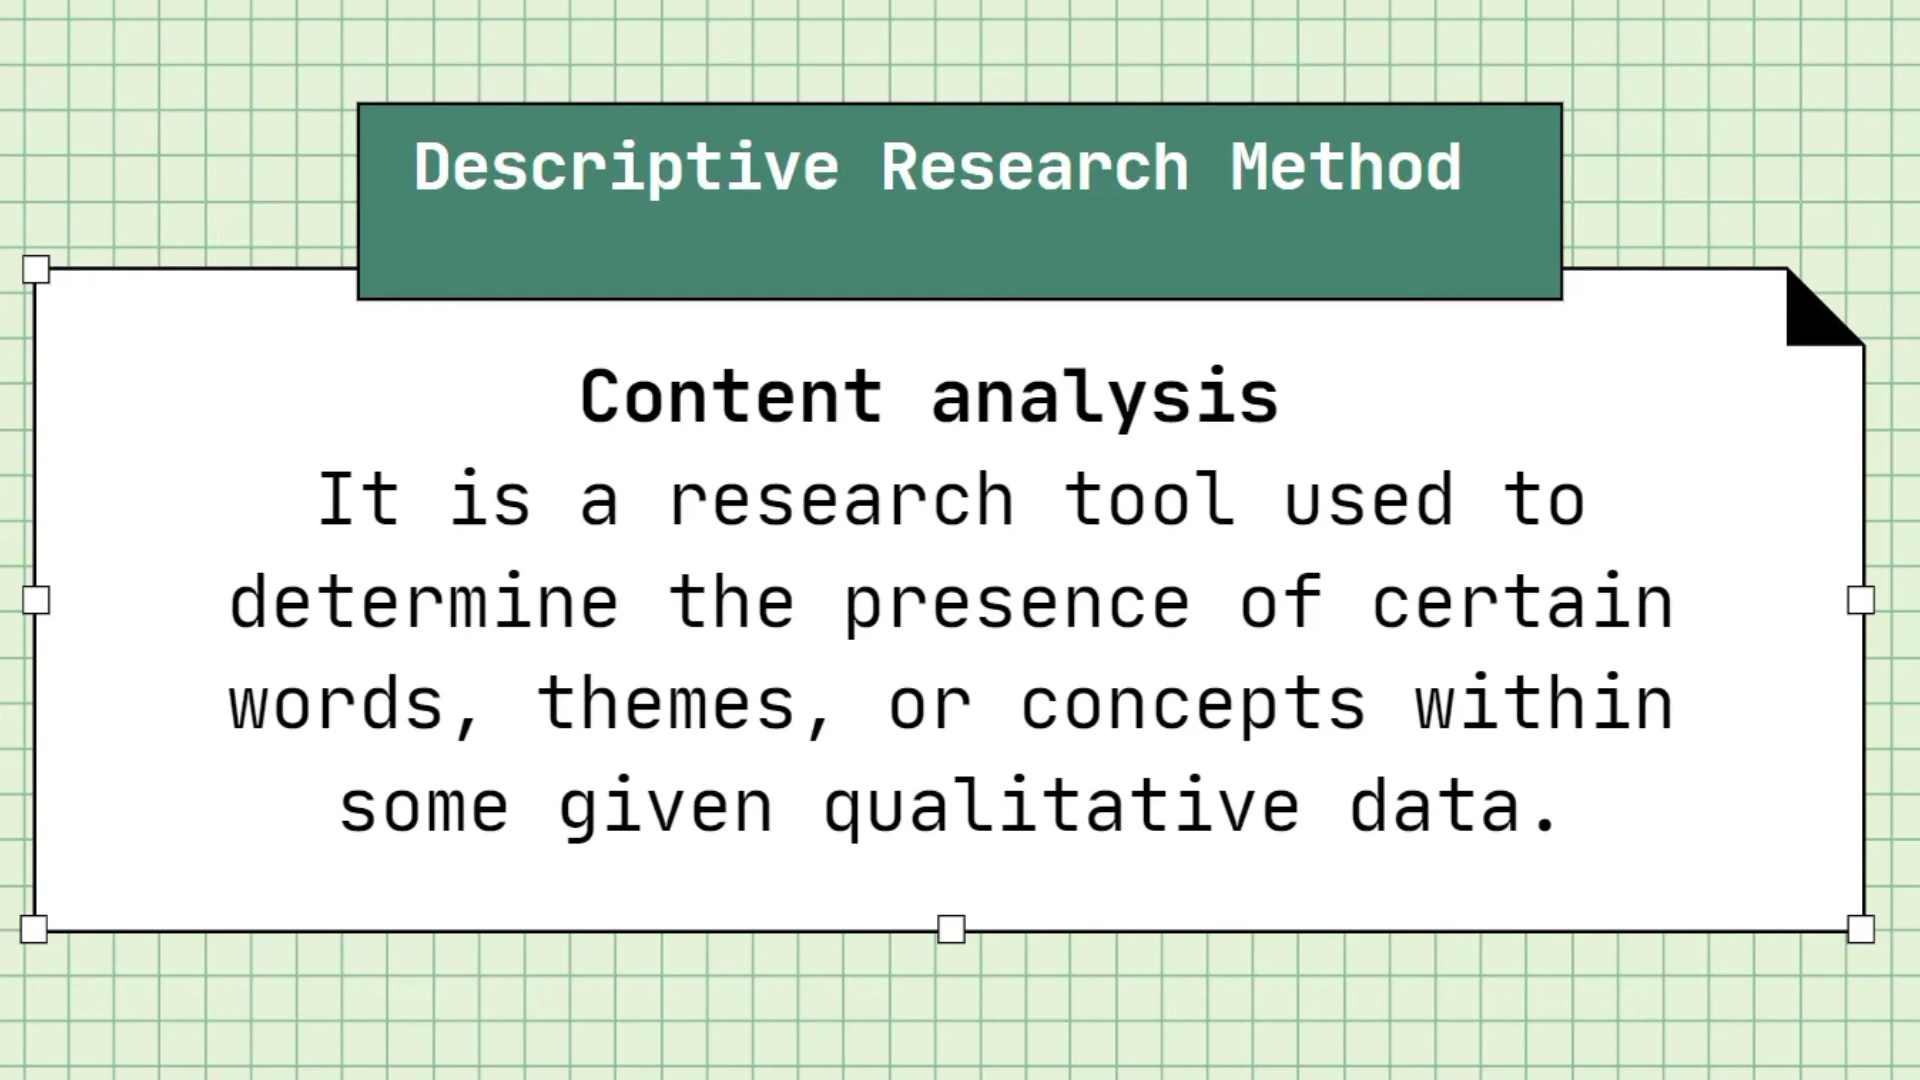 Descriptive Research Method
Content analysis
It is a research tool used to
determine the presence of certain
words, themes, or concepts within
some given qualitative data.